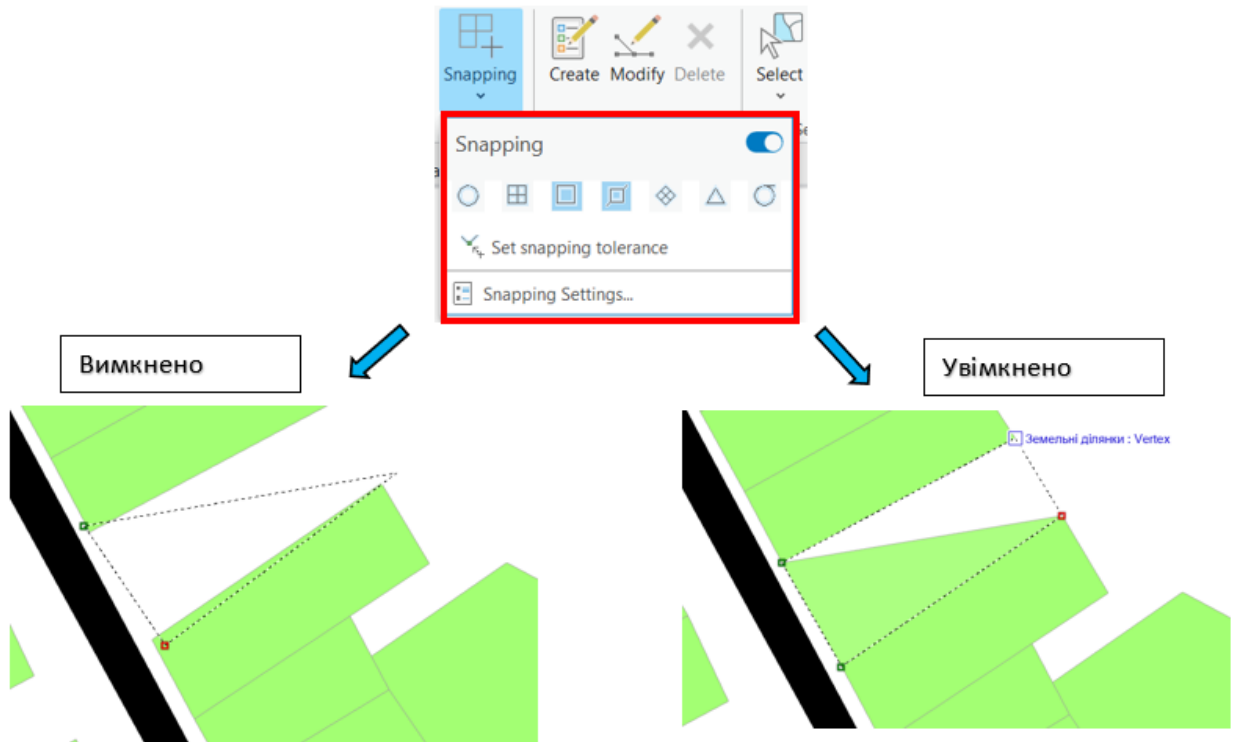 Snapping
Create Modify Delete
Select
Snapping
Set snapping tolerance
Snapping Settings...
Вимкнено
Увімкнено
Земельні ділянки : Vertex